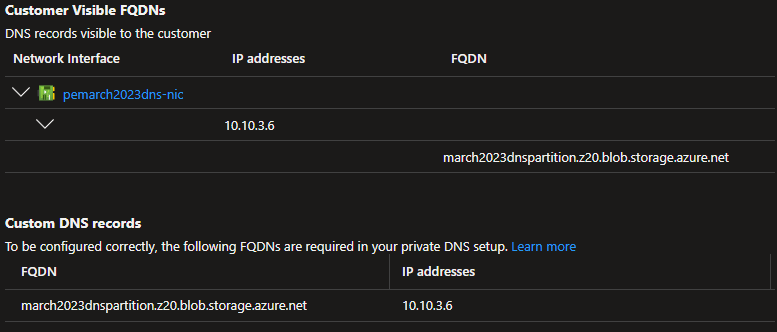 Customer Visible FQDNs
DNS records visible to the customer
Network Interface IP addresses FQDN
pemarch2023dns-nic
10.10.3.6
march2023dnspartition.z20.blob.storage.azure.net
Custom DNS records
To be configured correctly, the following FQDNs are required in your private DNS setup. Learn more
FQDN IP addresses
march2023dnspartition.z20.blob.storage.azure.net 10.10.3.6